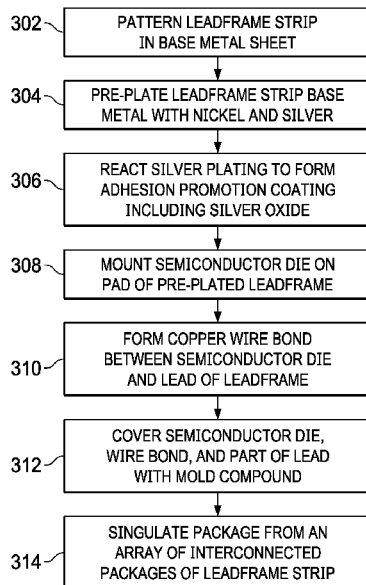 302
PATTERN LEADFRAME STRIP
IN BASE METAL SHEET
304
PRE-PLATE LEADFRAME STRIP BASE
METAL WITH NICKEL AND SILVER
306
REACT SILVER PLATING TO FORM
ADHESION PROMOTION COATING
INCLUDING SILVER OXIDE
308
MOUNT SEMICONDUCTOR DIE ON
PAD OF PRE-PLATED LEADFRAME
310
FORM COPPER WIRE BOND
BETWEEN SEMICONDUCTOR DIE
AND LEAD OF LEADFRAME
312
COVER SEMICONDUCTOR DIE,
WIRE BOND, AND PART OF LEAD
WITH MOLD COMPOUND
314
SINGULATE PACKAGE FROM AN
ARRAY OF INTERCONNECTED
PACKAGES OF LEADFRAME STRIP